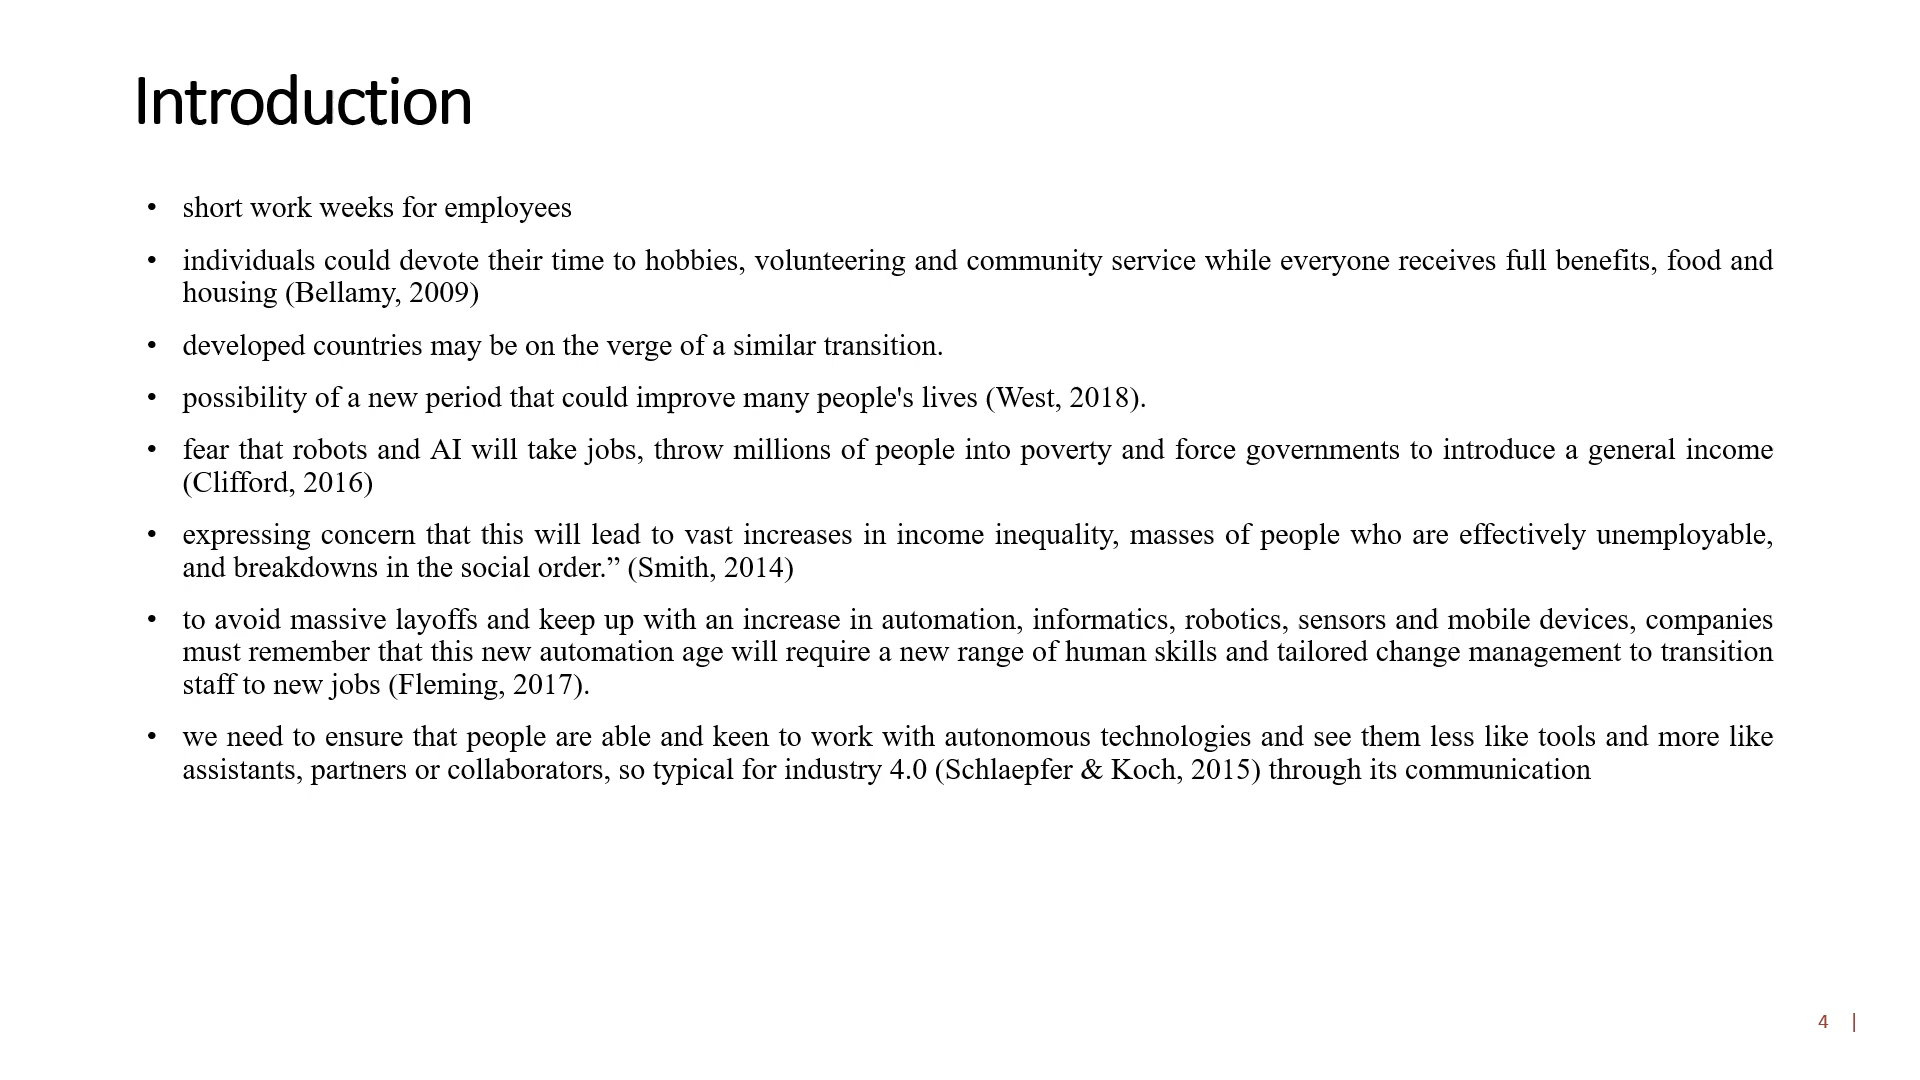 Introduction
• short work weeks for employees
• individuals could devote their time to hobbies, volunteering and community service while everyone receives full benefits, food and
housing (Bellamy, 2009)
• developed countries may be on the verge of a similar transition.
• possibility of a new period that could improve many people's lives (West, 2018).
• fear that robots and AI will take jobs, throw millions of people into poverty and force governments to introduce a general income
(Clifford, 2016)
• expressing concern that this will lead to vast increases in income inequality, masses of people who are effectively unemployable,
and breakdowns in the social order.” (Smith, 2014)
• to avoid massive layoffs and keep up with an increase in automation, informatics, robotics, sensors and mobile devices, companies
must remember that this new automation age will require a new range of human skills and tailored change management to transition
staff to new jobs (Fleming, 2017).
• we need to ensure that people are able and keen to work with autonomous technologies and see them less like tools and more like
assistants, partners or collaborators, so typical for industry 4.0 (Schlaepfer & Koch, 2015) through its communication
4 |